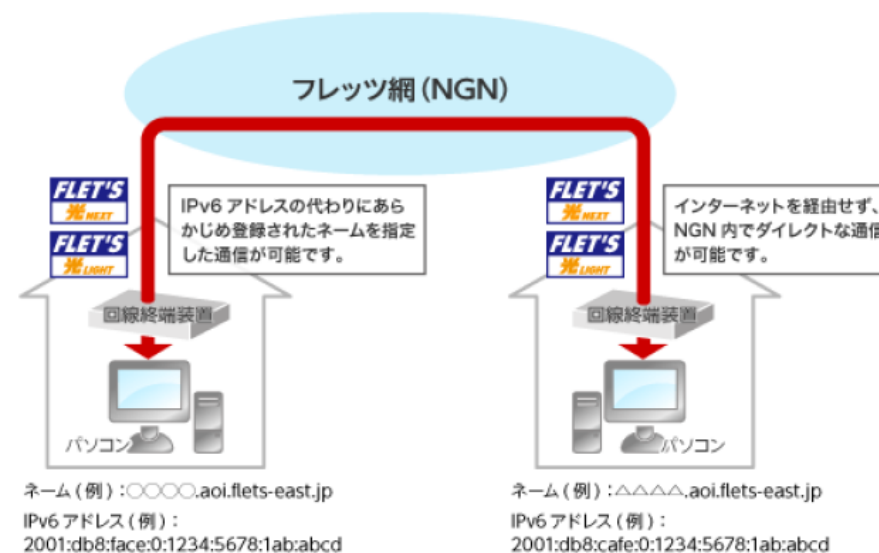 フレッツ網(NGN)
FLET'S
光 NEXT
FLET'S
光 LIGHT
IPv6 アドレスの代わりにあら
かじめ登録されたネームを指定
した通信が可能です。
回線終端装置
パソコン
ネーム(例):○○○○.aoi.flets-east.jp
IPv6 アドレス(例):
2001:db8:face:0:1234:5678:1ab:abcd
FLET'S
光 NEXT
FLET'S
光 LIGHT
インターネットを経由せず、
NGN 内でダイレクトな通信
が可能です。
回線終端装置
パソコン
ネーム(例):△△△△.aoi.flets-east.jp
IPv6 アドレス(例):
2001:db8:cafe:0:1234:5678:1ab:abcd